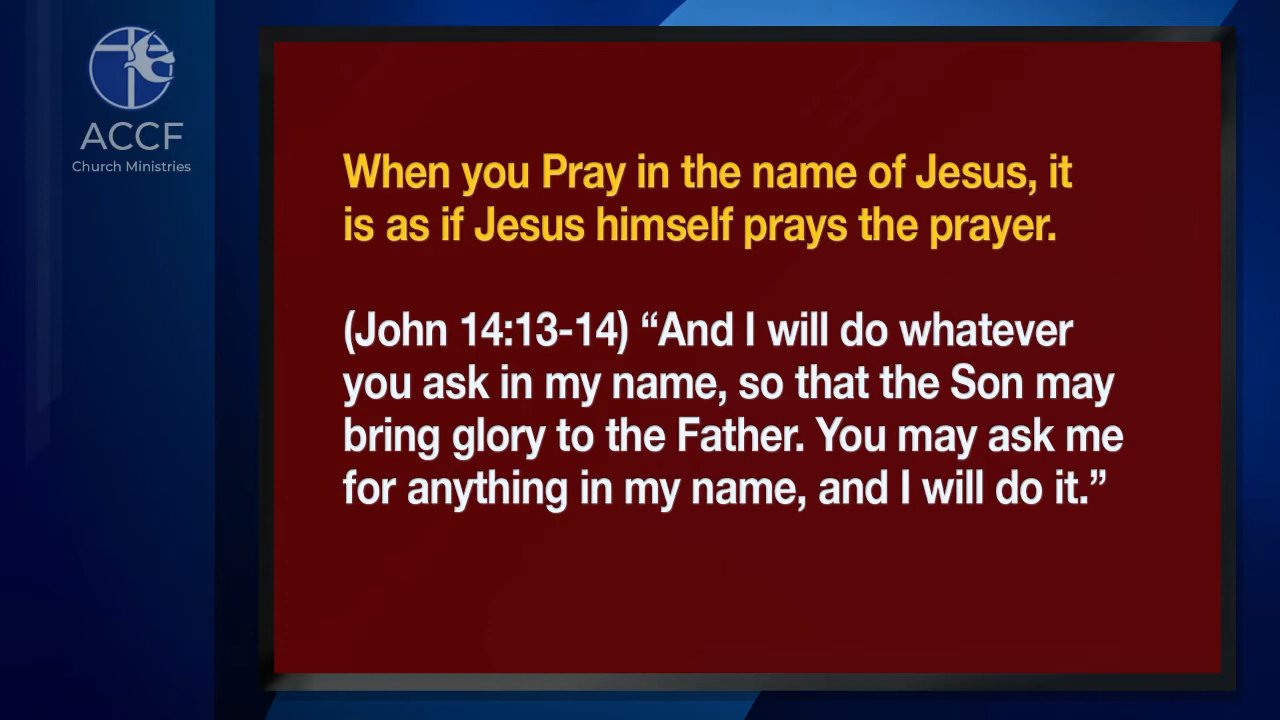 ACCF
Church Ministries
When you Pray in the name of Jesus, it
is as if Jesus himself prays the prayer.
(John 14:13-14) “And I will do whatever
you ask in my name, so that the Son may
bring glory to the Father. You may ask me
for anything in my name, and I will do it.”